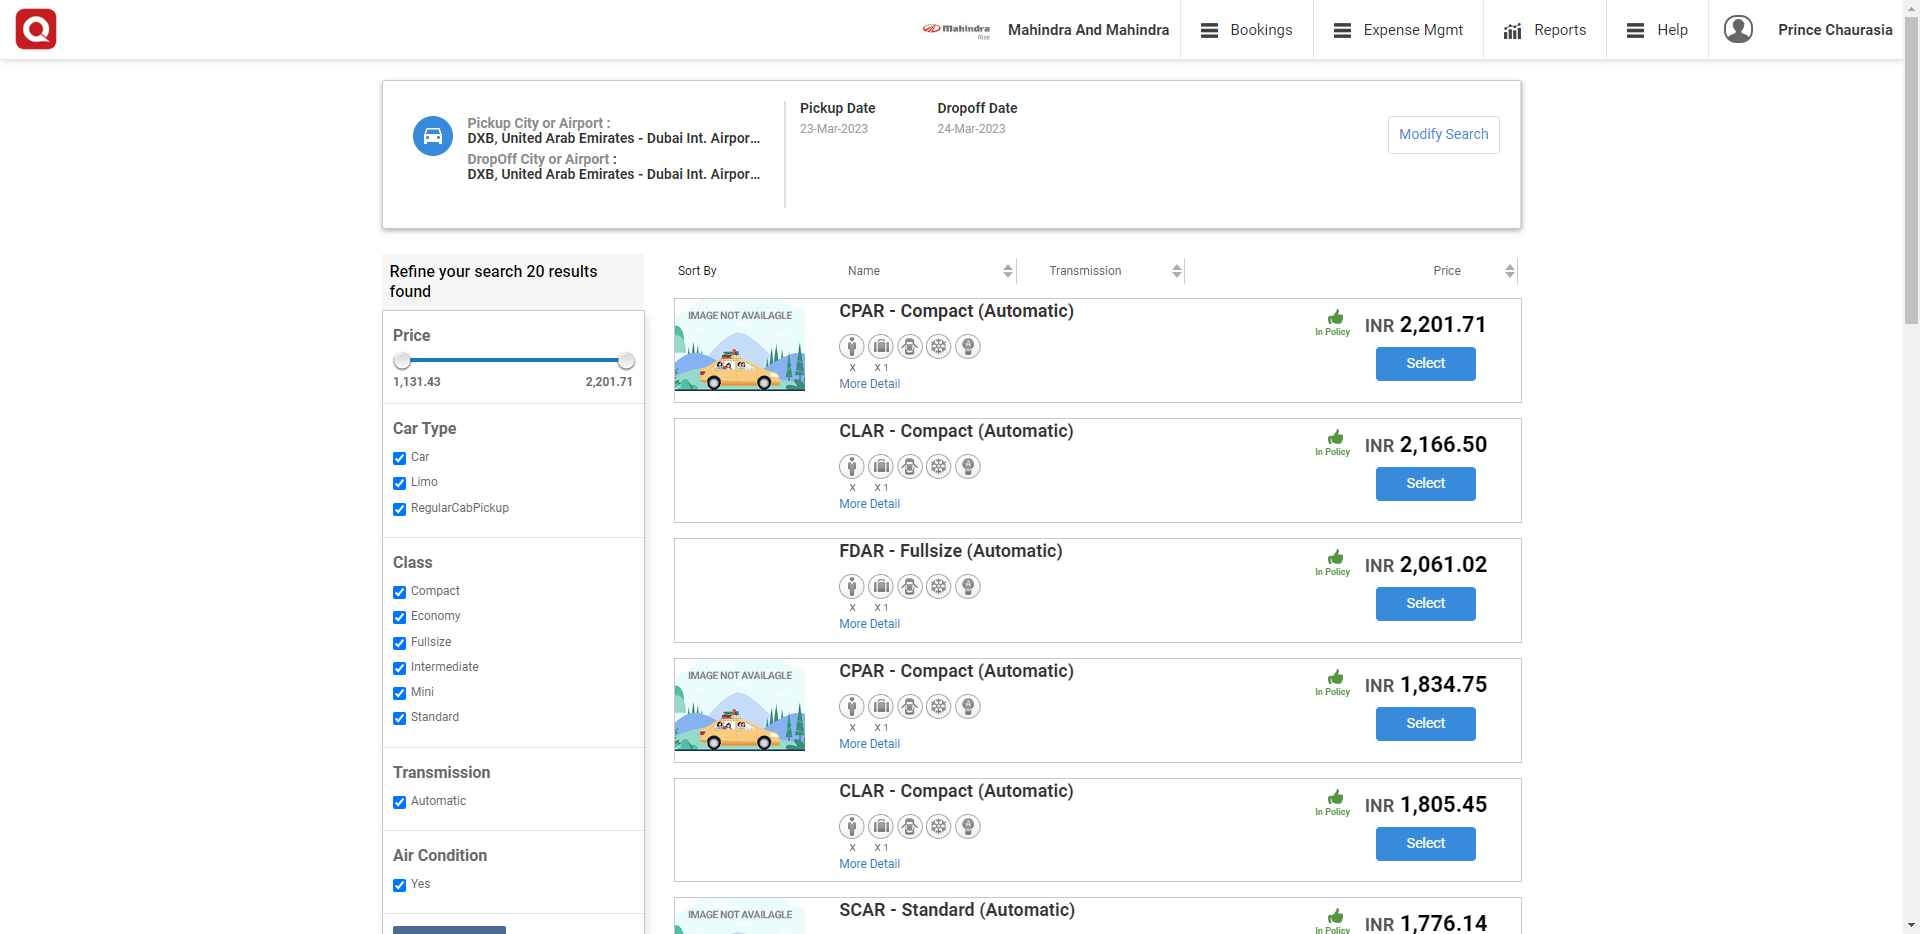 Mahindra
Rise
Mahindra And Mahindra
Bookings
Expense Mgmt
Reports
Help
Prince Chaurasia
Pickup City or Airport :
DXB, United Arab Emirates - Dubai Int. Airpor...
DropOff City or Airport :
DXB, United Arab Emirates - Dubai Int. Airpor...
Pickup Date
23-Mar-2023
Dropoff Date
24-Mar-2023
Modify Search
Refine your search 20 results
found
Price
1,131.43
2,201.71
Car Type
Car
Limo
RegularCabPickup
Class
Compact
Economy
Fullsize
Intermediate
Mini
Standard
Transmission
Automatic
Air Condition
Yes
Sort By
Name
Transmission
Price
IMAGE NOT AVAILAGLE
CPAR - Compact (Automatic)
A
X
X 1
More Detail
In Policy
INR 2,201.71
Select
CLAR - Compact (Automatic)
A
X
X 1
More Detail
In Policy
INR 2,166.50
Select
FDAR - Fullsize (Automatic)
A
X
X 1
More Detail
In Policy
INR 2,061.02
Select
IMAGE NOT AVAILAGLE
CPAR - Compact (Automatic)
A
X
X 1
More Detail
In Policy
INR 1,834.75
Select
CLAR - Compact (Automatic)
A
X
X 1
More Detail
In Policy
INR 1,805.45
Select
IMAGE NOT AVAILAGLE
SCAR - Standard (Automatic)
In Policy
INR 1,776.14